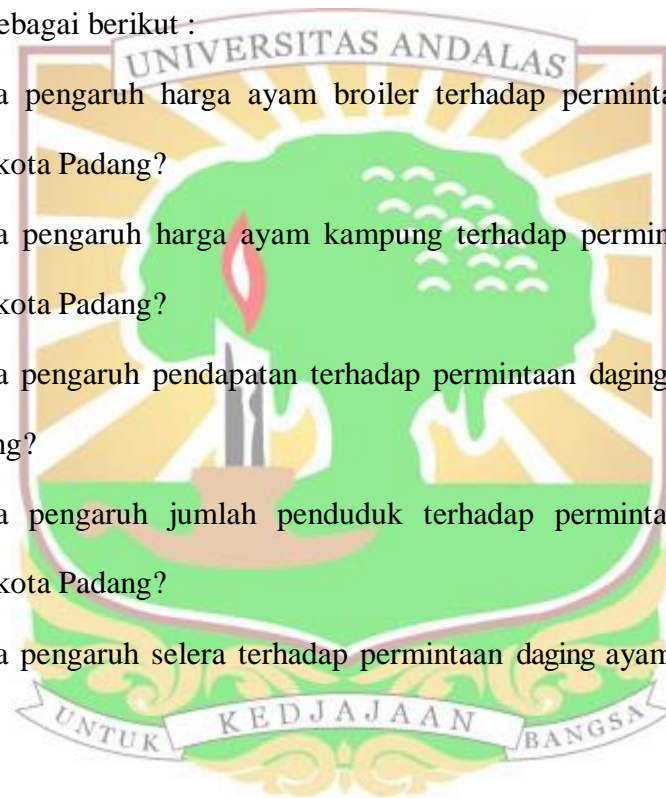 ebagai berikut :
UNIVERSITAS ANDALAS
a pengaruh harga ayam broiler terhadap perminta
kota Padang?
a pengaruh harga ayam kampung terhadap permin
kota Padang?
a pengaruh pendapatan terhadap permintaan daging
ng?
a pengaruh jumlah penduduk terhadap perminta
kota Padang?
a pengaruh selera terhadap permintaan daging ayam
UNTUK KEDJAJAAN BANGSA